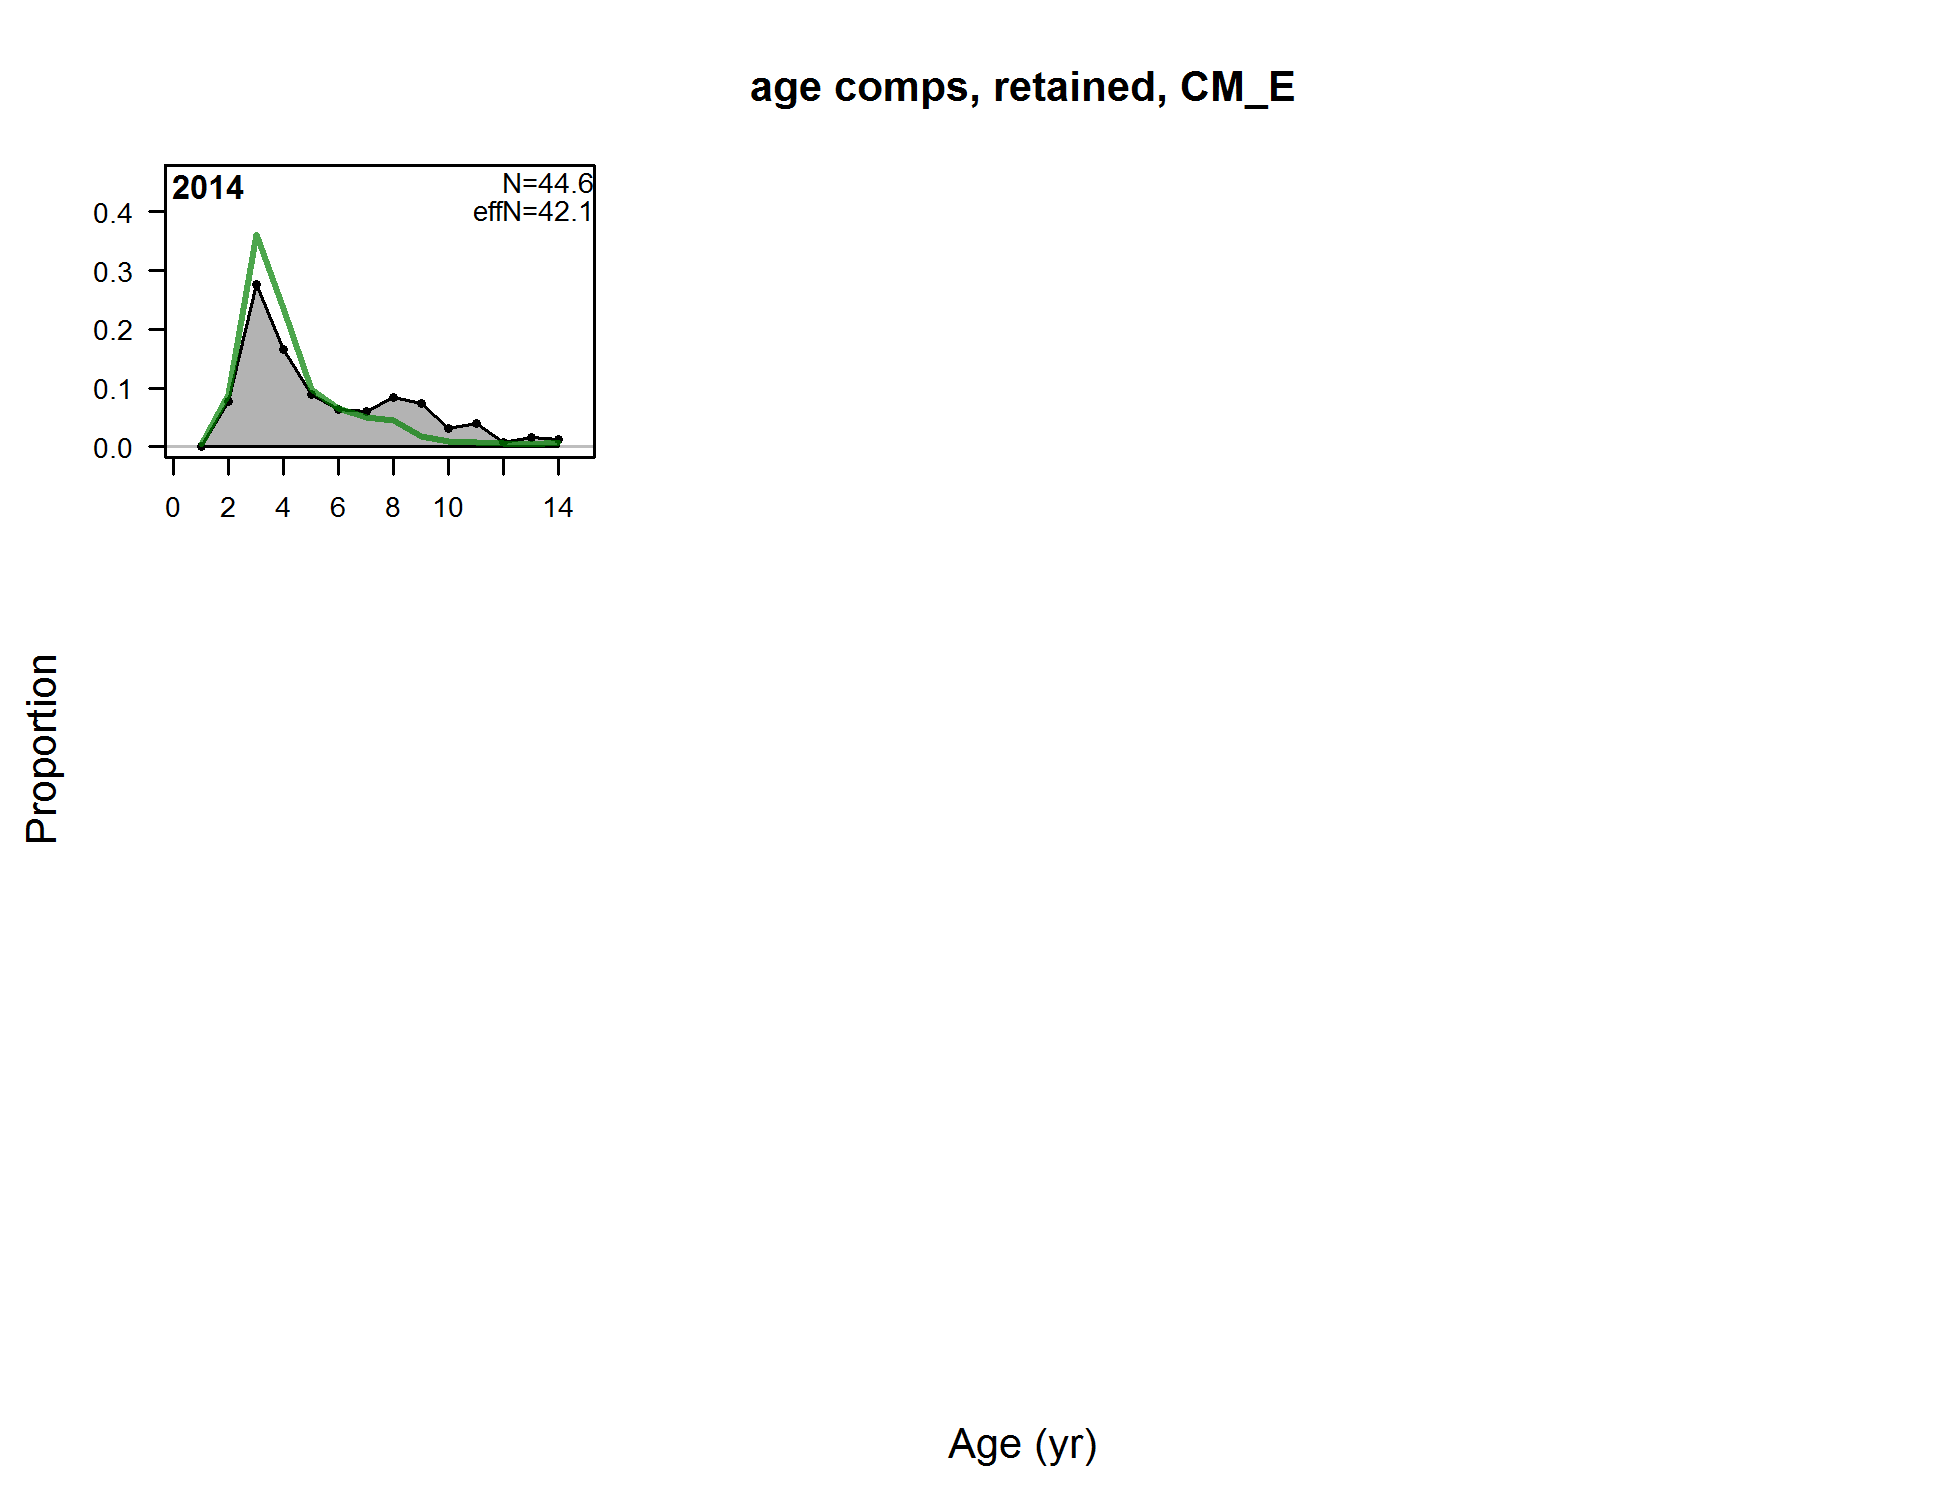 age comps, retained, CM_E
2014
N=44.6
effN=42.1
0.4
0.3
0.2
0.1
0.0
0 2 4 6 8 10 14
Proportion
Age (yr)